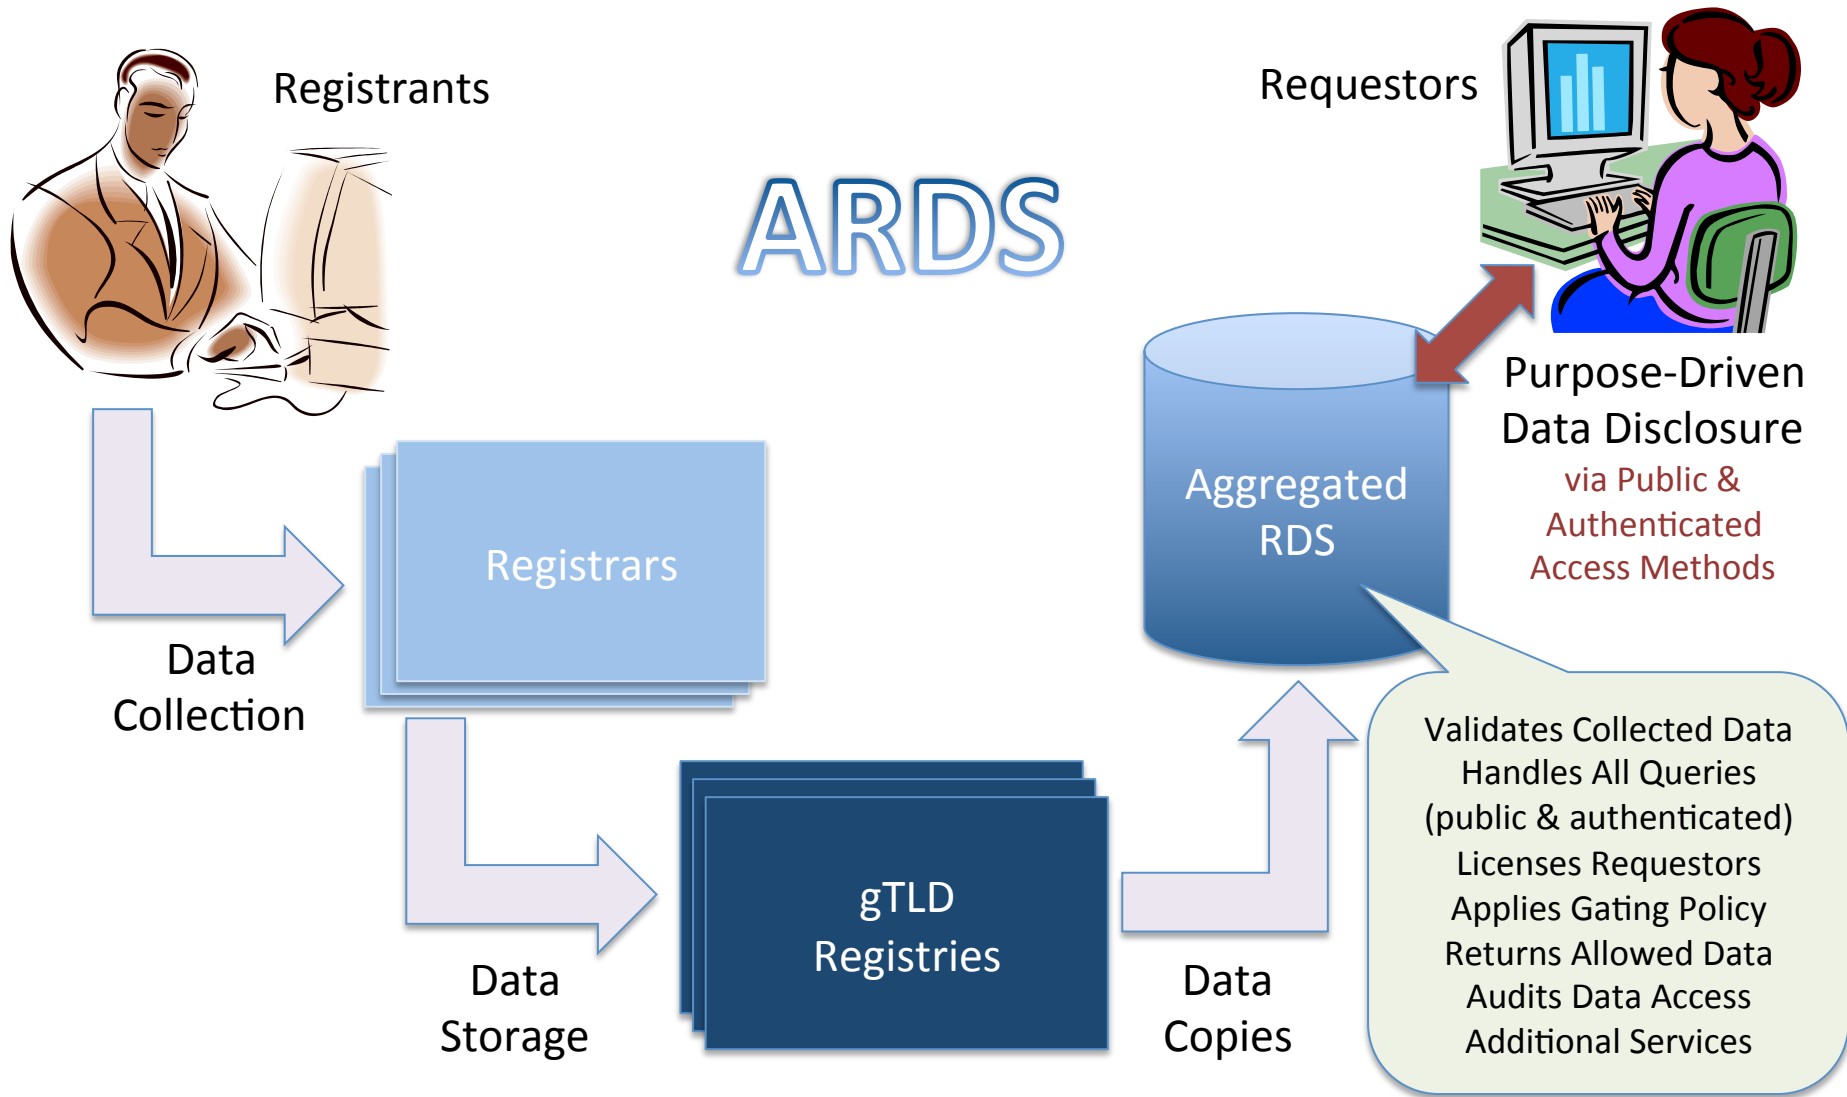 Registrants
Requestors
ARDS
Purpose-Driven
Data Disclosure
via Public &
Authenticated
Access Methods
Aggregated
RDS
Registrars
Data
Collection
gTLD
Registries
Data
Storage
Data
Copies
Validates Collected Data
Handles All Queries
(public & authenticated)
Licenses Requestors
Applies Gating Policy
Returns Allowed Data
Audits Data Access
Additional Services